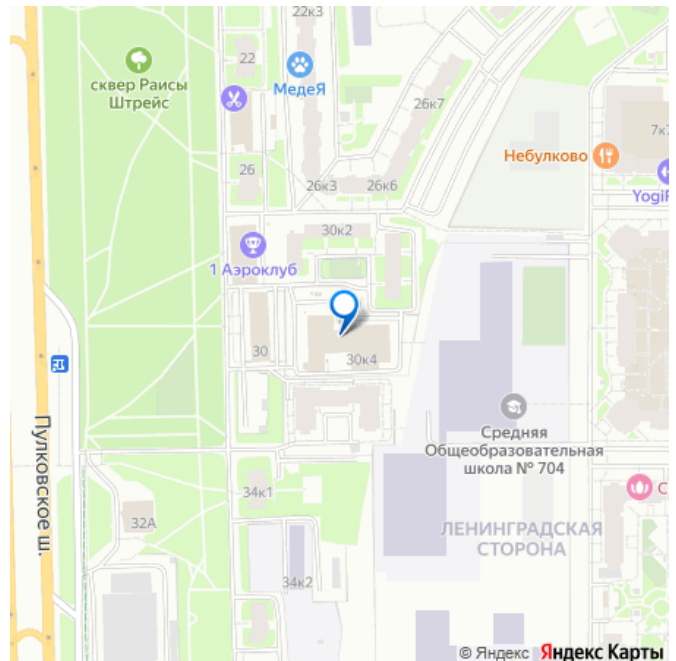 22к3
22
сквер Раисы
Штрейс
МедеЯ
26к7
7к
Небулково
26
26к3
26к6
YogiF
30к2
1 Аэроклуб
30
30к4
Пулковское ш.
Средняя
Общеобразовательная
школа № 704
34к1
С
32А
ЛЕНИНГРАДСКАЯ
СТОРОНА
34к2
© Яндекс Яндекс Карты